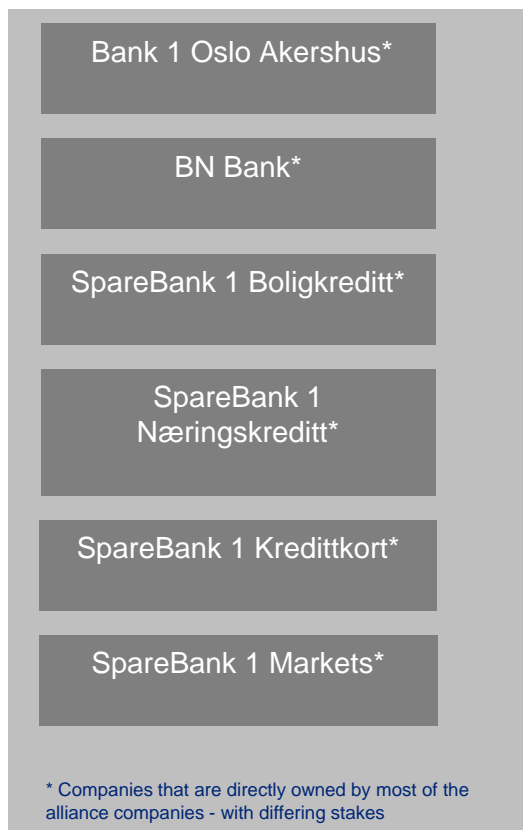 Bank 1 Oslo Akershus*
BN Bank*
SpareBank 1 Boligkreditt*
SpareBank 1
Næringskreditt*
SpareBank 1 Kredittkort*
SpareBank 1 Markets*
* Companies that are directly owned by most of the
alliance companies - with differing stakes